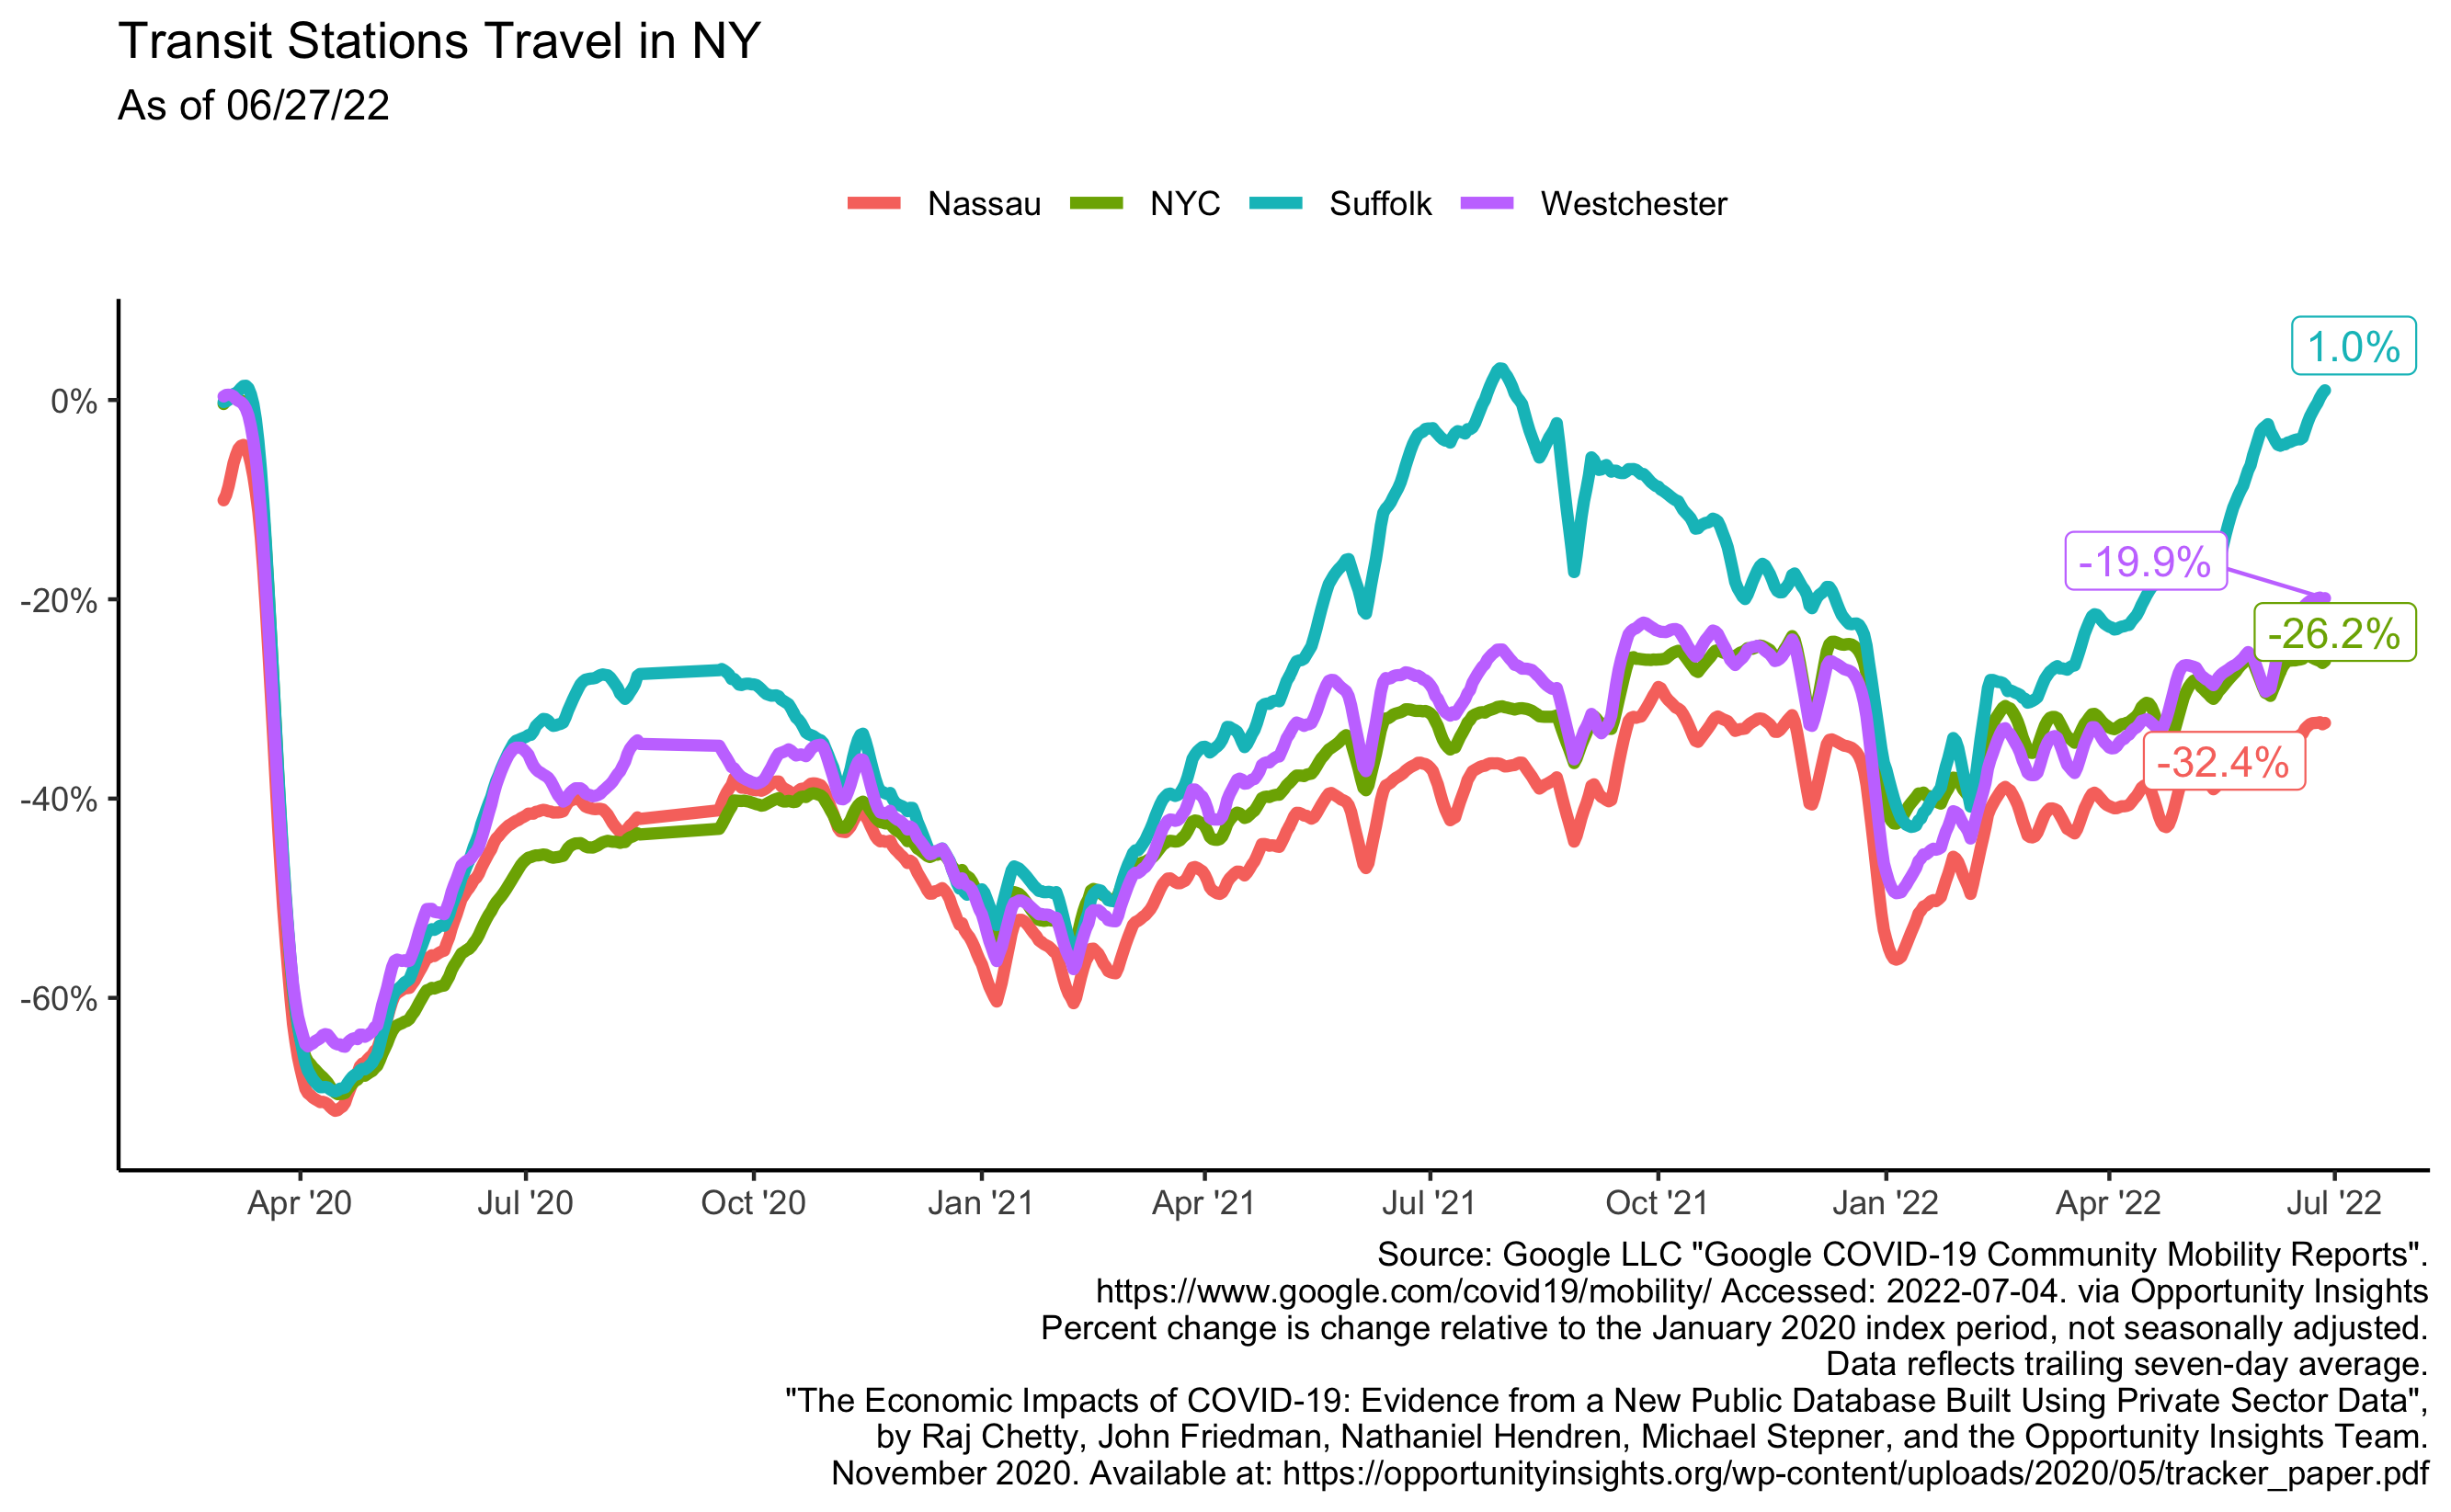 Transit Stations Travel in NY
As of 06/27/22
Nassau NYC Suffolk Westchester
1.0%
0%
-19.9%
-20%
-26.2%
-32.4%
-40%
-60%
Apr '20 Jul '20 Oct '20 Jan '21 Apr '21 Jul '21 Oct '21 Jan '22 Apr '22 Jul '22
Source: Google LLC "Google COVID-19 Community Mobility Reports".
https://www.google.com/covid19/mobility/ Accessed: 2022-07-04. via Opportunity Insights
Percent change is change relative to the January 2020 index period, not seasonally adjusted.
Data reflects trailing seven-day average.
"The Economic Impacts of COVID-19: Evidence from a New Public Database Built Using Private Sector Data",
by Raj Chetty, John Friedman, Nathaniel Hendren, Michael Stepner, and the Opportunity Insights Team.
November 2020. Available at: https://opportunityinsights.org/wp-content/uploads/2020/05/tracker_paper.pdf